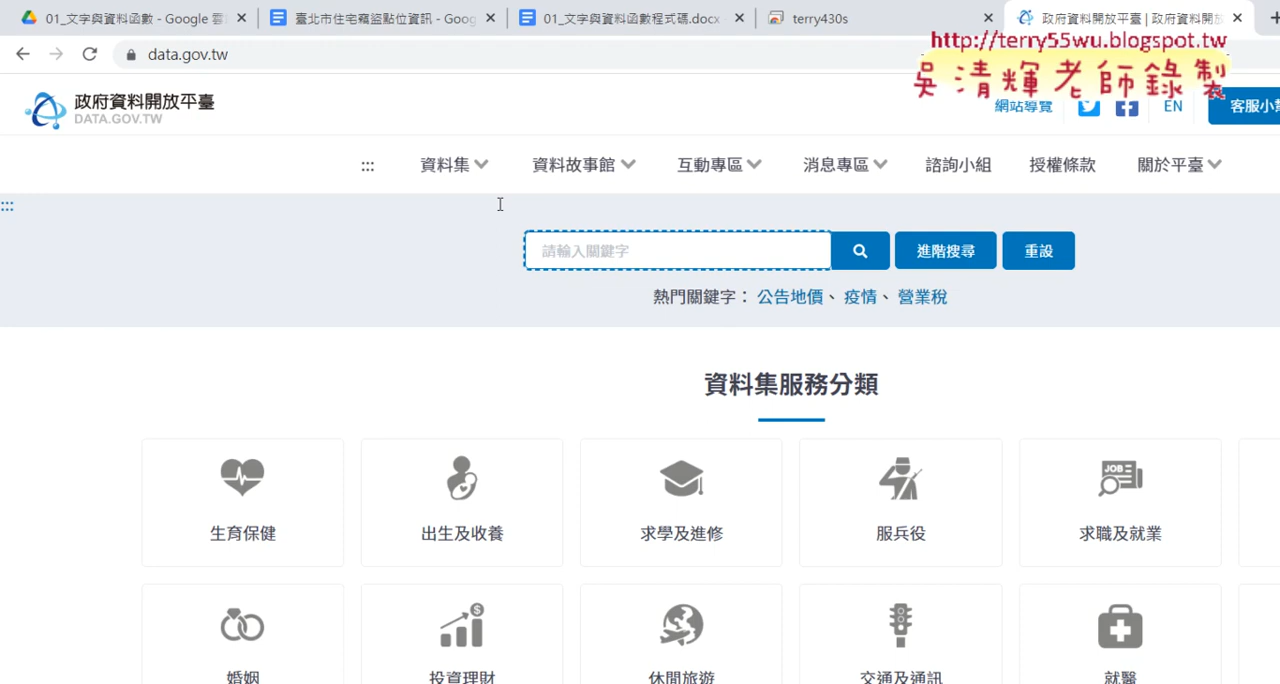 01_文字與資料函數 - Google 雲
臺北市住宅竊盜點位資訊 - Goog
01_文字與資料函數程式碼.docx
terry430s
政府資料開放平臺 | 政府資料開放
data.gov.tw
http://terry55wu.blogspot.tw
吳清輝老師錄製
政府資料開放平臺
DATA.GOV.TW
網站導覽
EN
客服小幫
:::
資料集
資料故事館
互動專區
消息專區
諮詢小組
授權條款
關於平臺
:::
請輸入關鍵字
進階搜尋
重設
熱門關鍵字： 公告地價、 疫情、 營業稅
資料集服務分類
生育保健
出生及收養
求學及進修
服兵役
JOB
求職及就業
婚姻
投資理財
休閒旅遊
交通及通訊
就醫